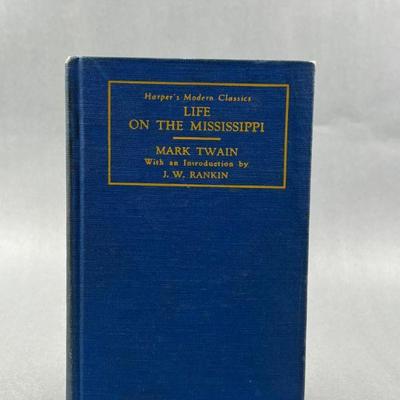 Harper's Modern Classics
LIFE
ON THE MISSISSIPPI
MARK TWAIN
With an Introduction by
J. W. RANKIN